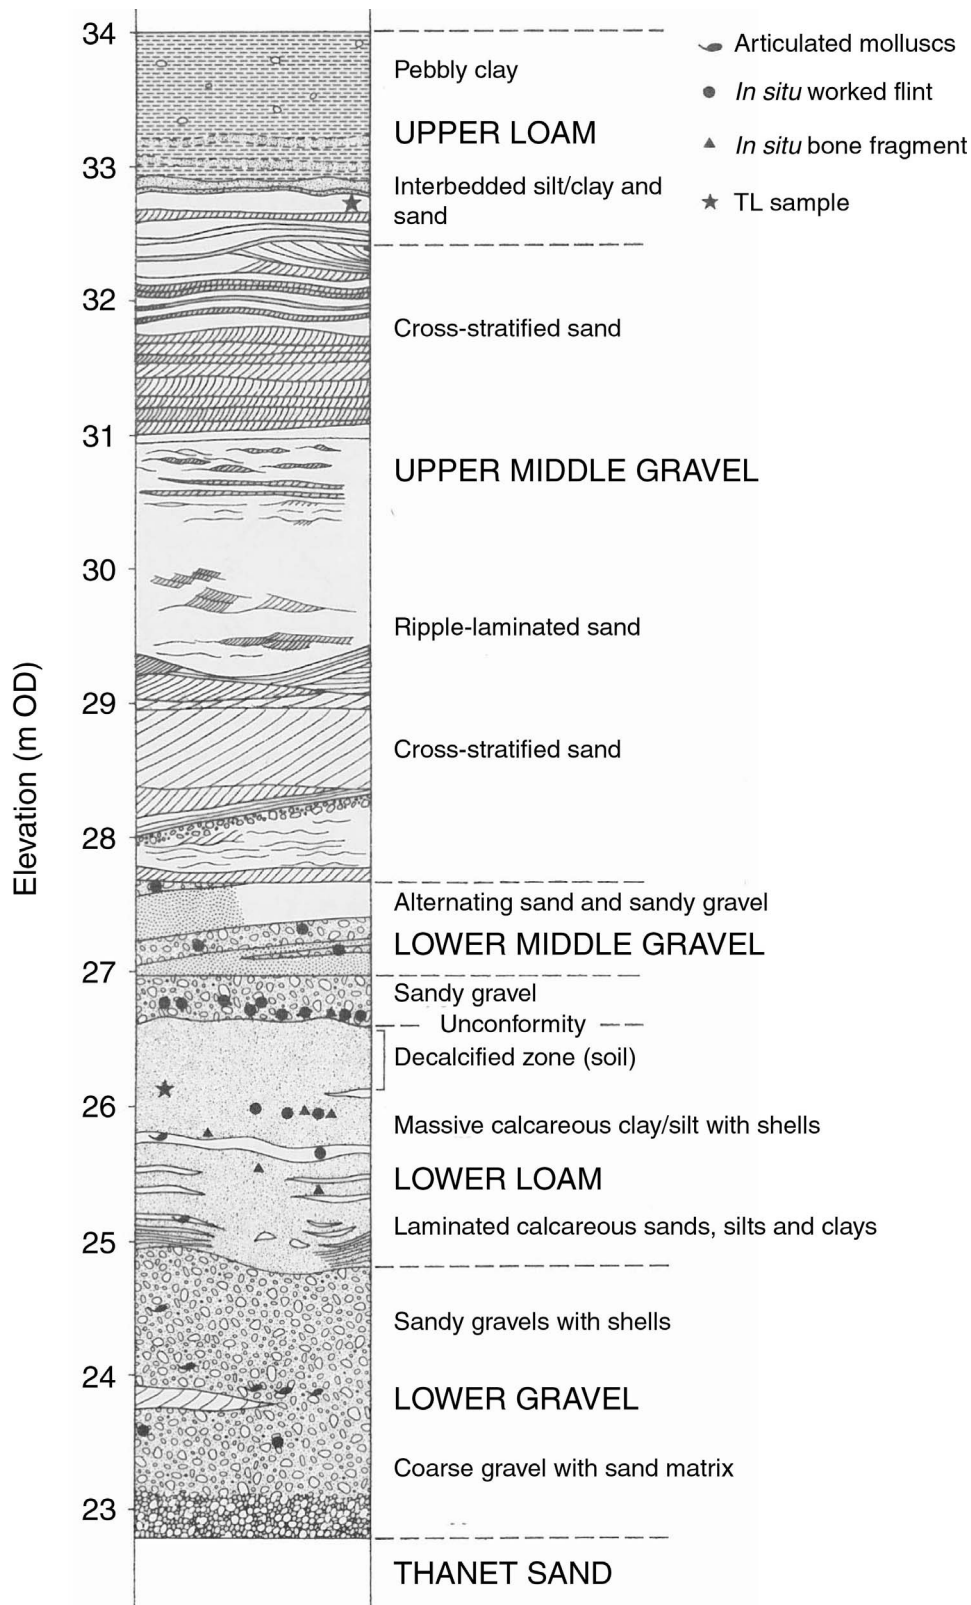 34
33
32
31
30
29
28
27
26
25
24
23
Elevation (m OD)
Pebbly clay
UPPER LOAM
Interbedded silt/clay and
sand
Cross-stratified sand
UPPER MIDDLE GRAVEL
Ripple-laminated sand
Cross-stratified sand
Alternating sand and sandy gravel
LOWER MIDDLE GRAVEL
Sandy gravel
Unconformity
Decalcified zone (soil)
Massive calcareous clay/silt with shells
LOWER LOAM
Laminated calcareous sands, silts and clays
Sandy gravels with shells
LOWER GRAVEL
Coarse gravel with sand matrix
THANET SAND
Articulated molluscs
In situ worked flint
In situ bone fragment
TL sample